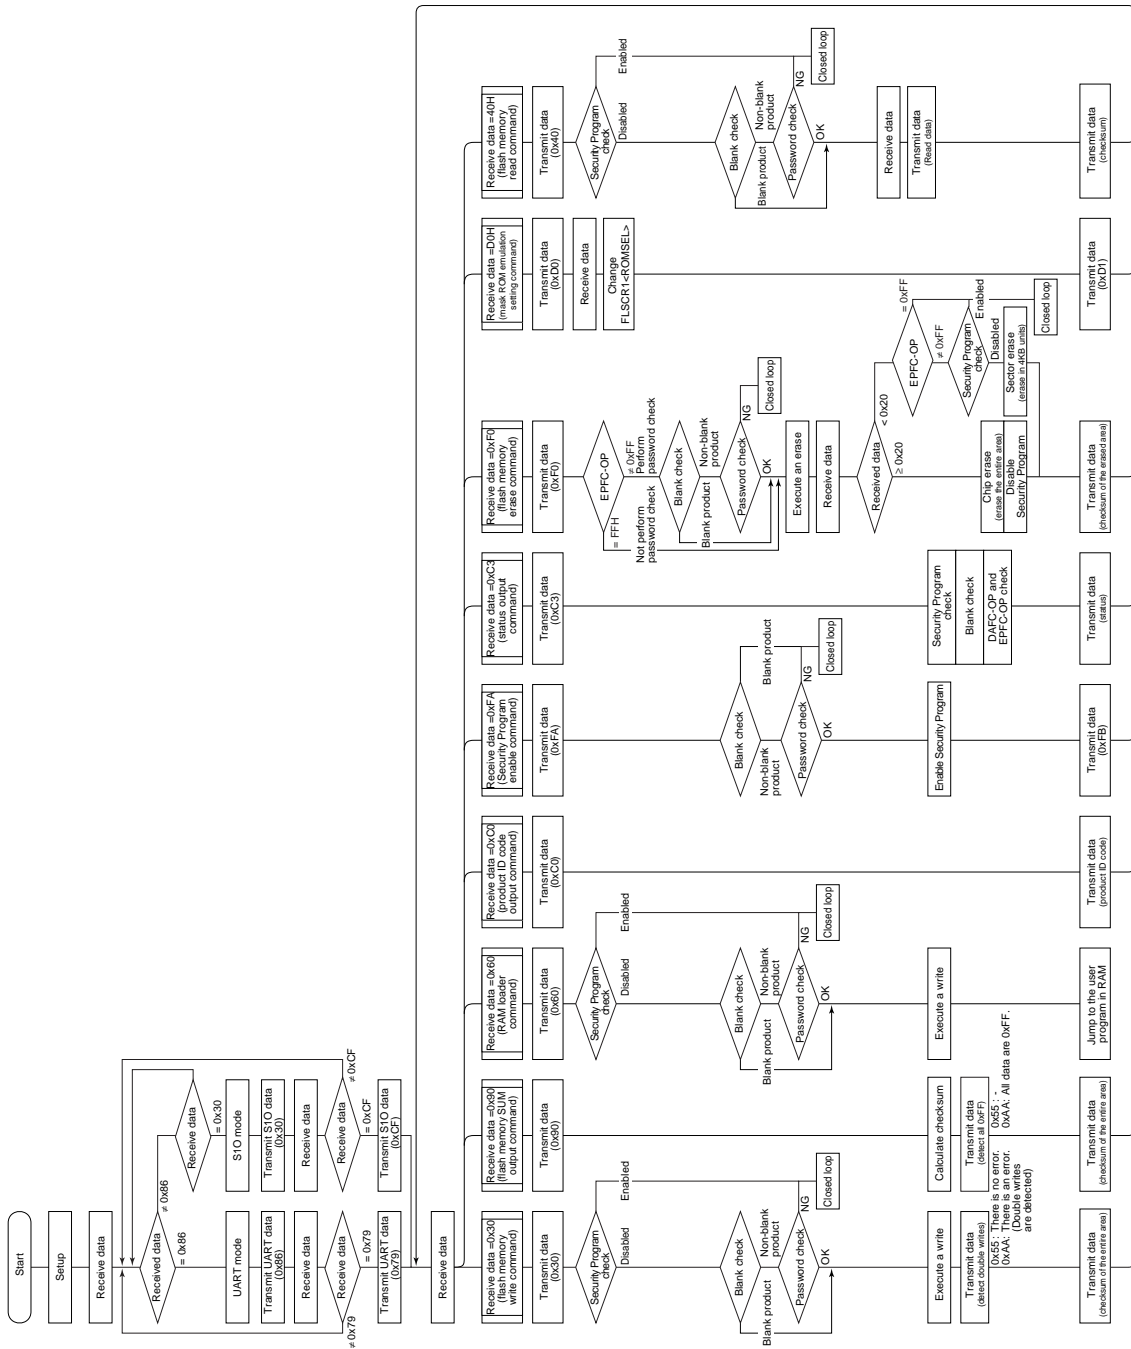 Start
Setup
Receive data
Received data
≠ 0x86
= 0x86
UART mode
Transmit UART data
(0x86)
Receive data
Receive data
≠ 0x79
= 0x79
Transmit UART data
(0x79)
Receive data
= 0x30
S1O mode
Transmit S1O data
(0x30)
Receive data
Receive data
≠ 0xCF
= 0xCF
Transmit S1O data
(0xCF)
Receive data
Receive data =0x30
(flash memory
write command)
Transmit data
(0x30)
Security Program
check
Enabled
Disabled
Blank check
Blank product
Non-blank
product
Password check
NG
Closed loop
OK
Execute a write
Transmit data
(detect double writes)
0x55 : There is no error.
0xAA: There is an error.
(Double writes
are detected)
Transmit data
(checksum of the entire area)
Receive data =0x90
(flash memory SUM
output command)
Transmit data
(0x90)
Calculate checksum
Transmit data
(detect all 0xFF)
0x55 : -
0xAA: All data are 0xFF.
Transmit data
(checksum of the entire area)
Receive data =0x60
(RAM loader
command)
Transmit data
(0x60)
Security Program
check
Enabled
Disabled
Blank check
Blank product
Non-blank
product
Password check
NG
Closed loop
OK
Execute a write
Jump to the user
program in RAM
Receive data =0xC0
(product ID code
output command)
Transmit data
(0xC0)
Transmit data
(product ID code)
Receive data =0xFA
(Security Program
enable command)
Transmit data
(0xFA)
Blank check
Blank product
Non-blank
product
Password check
NG
Closed loop
OK
Enable Security Program
Transmit data
(0xFB)
Receive data =0xC3
(status output
command)
Transmit data
(0xC3)
Security Program
check
Blank check
DAFC-OP and
EPFC-OP check
Transmit data
(status)
Receive data =0xF0
(flash memory
erase command)
Transmit data
(0xF0)
EPFC-OP
= FFH
Not perform
password check
≠ 0xFF
Perform
password check
Blank check
Blank product
Non-blank
product
Password check
NG
Closed loop
OK
Execute an erase
Receive data
Received data
< 0x20
≥ 0x20
EPFC-OP
= 0xFF
≠ 0xFF
Security Program
check
Enabled
Closed loop
Disabled
Sector erase
(erase in 4KB units)
Chip erase
(erase the entire area)
Disable
Security Program
Transmit data
(checksum of the erased area)
Receive data =D0H
(mask ROM emulation
setting command)
Transmit data
(0xD0)
Receive data
Change
FLSCR1<ROMSEL>
Transmit data
(0xD1)
Receive data =40H
(flash memory
read command)
Transmit data
(0x40)
Security Program
check
Enabled
Disabled
Blank check
Blank product
Non-blank
product
Password check
NG
Closed loop
OK
Receive data
Transmit data
(Read data)
Transmit data
(checksum)